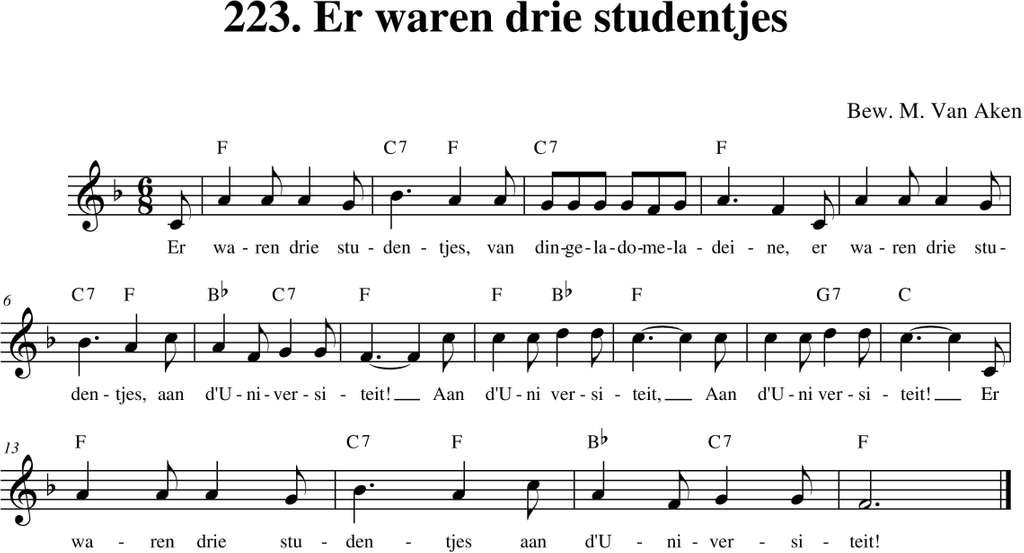 223. Er waren drie studentjes
Bew. M. Van Aken
F C7 F C7 F
6
8
Er wa - ren drie stu - den - tjes, van din-ge-la-do-me-la - dei - ne, er wa - ren drie stu -
C7 F B♭ C7 F F B♭ F G7 C
6
den - tjes, aan d'U - ni - ver - si - teit! __ Aan d'U - ni ver - si - teit, __ Aan d'U - ni ver - si - teit! __ Er
F C7 F B♭ C7 F
13
wa - ren drie stu - den - tjes aan d'U - ni - ver - si - teit!